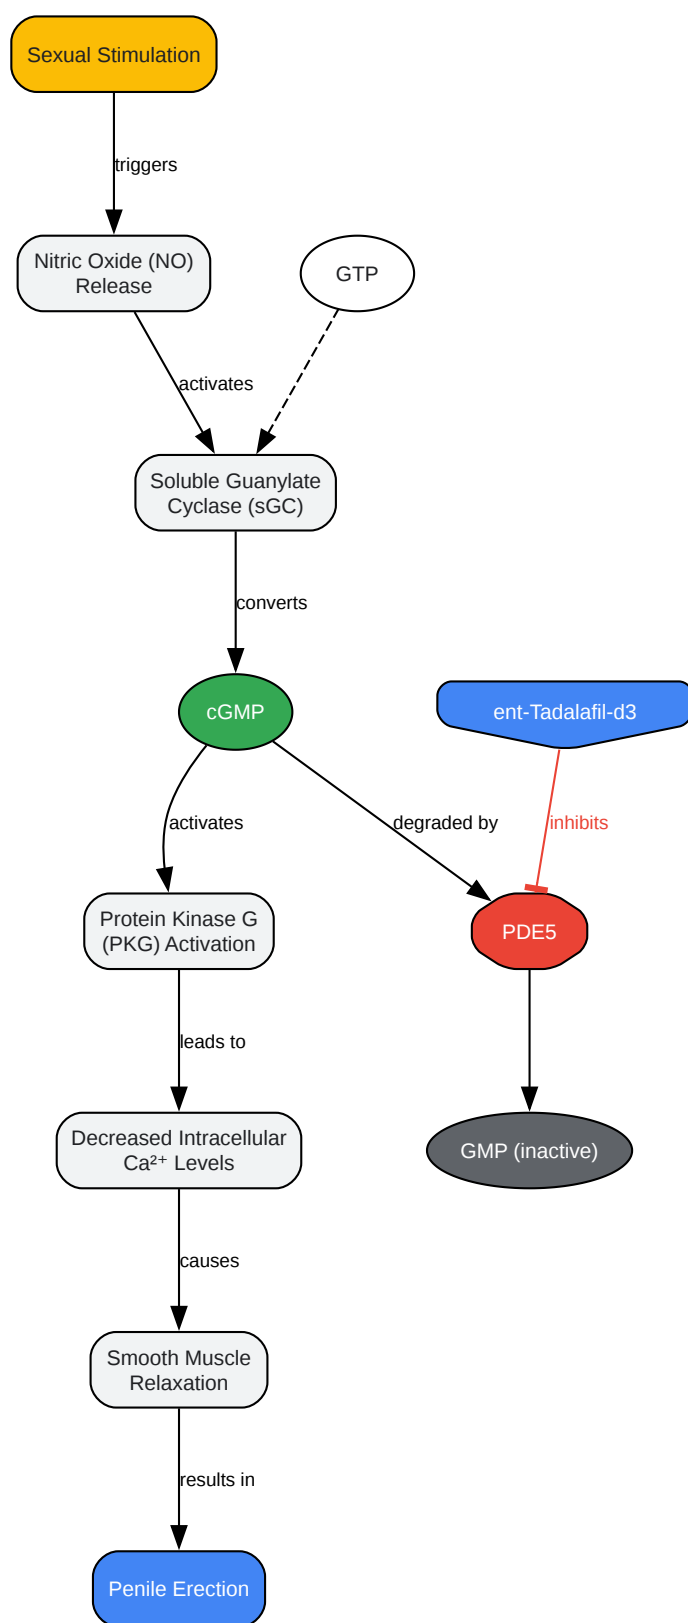 Sexual Stimulation
triggers
Nitric Oxide (NO)
Release
GTP
activates
Soluble Guanylate
Cyclase (sGC)
converts
cGMP
ent-Tadalafil-d3
activates
degraded by
inhibits
Protein Kinase G
(PKG) Activation
PDE5
leads to
Decreased Intracellular
Ca²⁺ Levels
GMP (inactive)
causes
Smooth Muscle
Relaxation
results in
Penile Erection